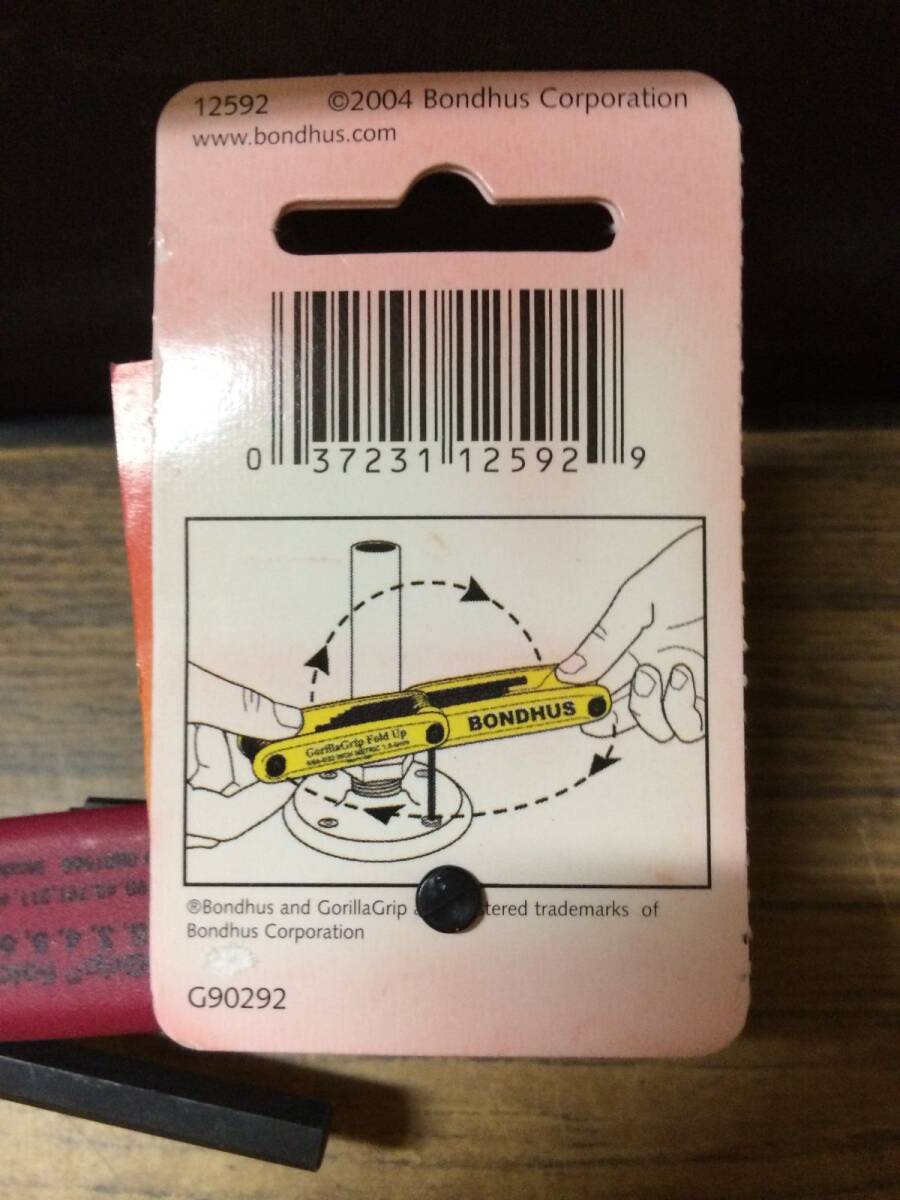 12592 ©2004 Bondhus Corporation
www.bondhus.com
0 37231 12592 9
BONDHUS
GorillaGrip Fold Up
®Bondhus and GorillaGrip trademarks of
Bondhus Corporation
G90292